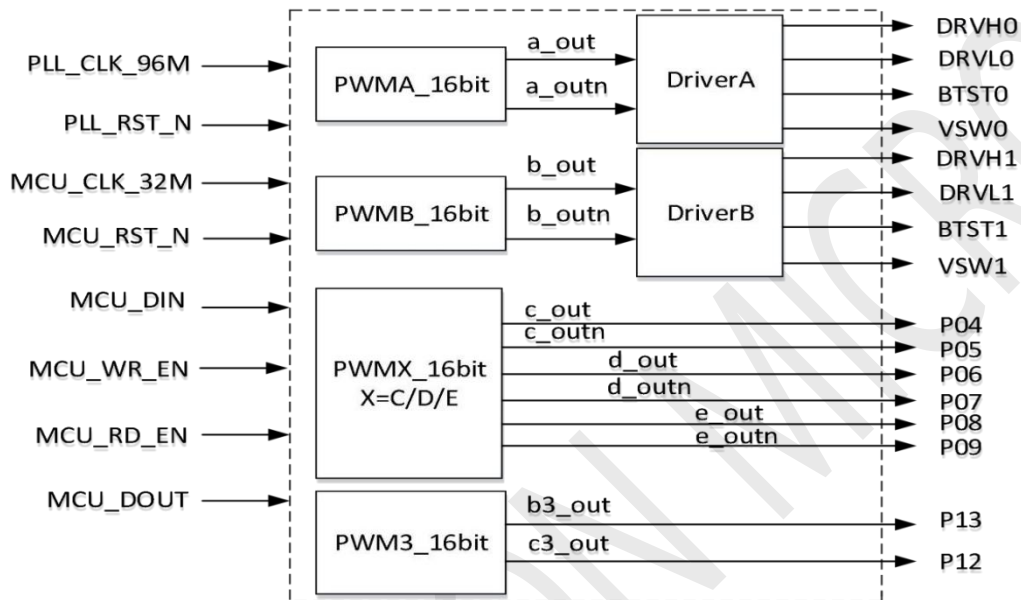 PLL_CLK_96M
PLL_RST_N
MCU_CLK_32M
MCU_RST_N
MCU_DIN
MCU_WR_EN
MCU_RD_EN
MCU_DOUT
PWMA_16bit
a_out
a_outn
DriverA
DRVH0
DRVL0
BTST0
VSW0
PWMB_16bit
b_out
b_outn
DriverB
DRVH1
DRVL1
BTST1
VSW1
PWMX_16bit
X=C/D/E
c_out
c_outn
d_out
d_outn
e_out
e_outn
P04
P05
P06
P07
P08
P09
PWM3_16bit
b3_out
c3_out
P13
P12